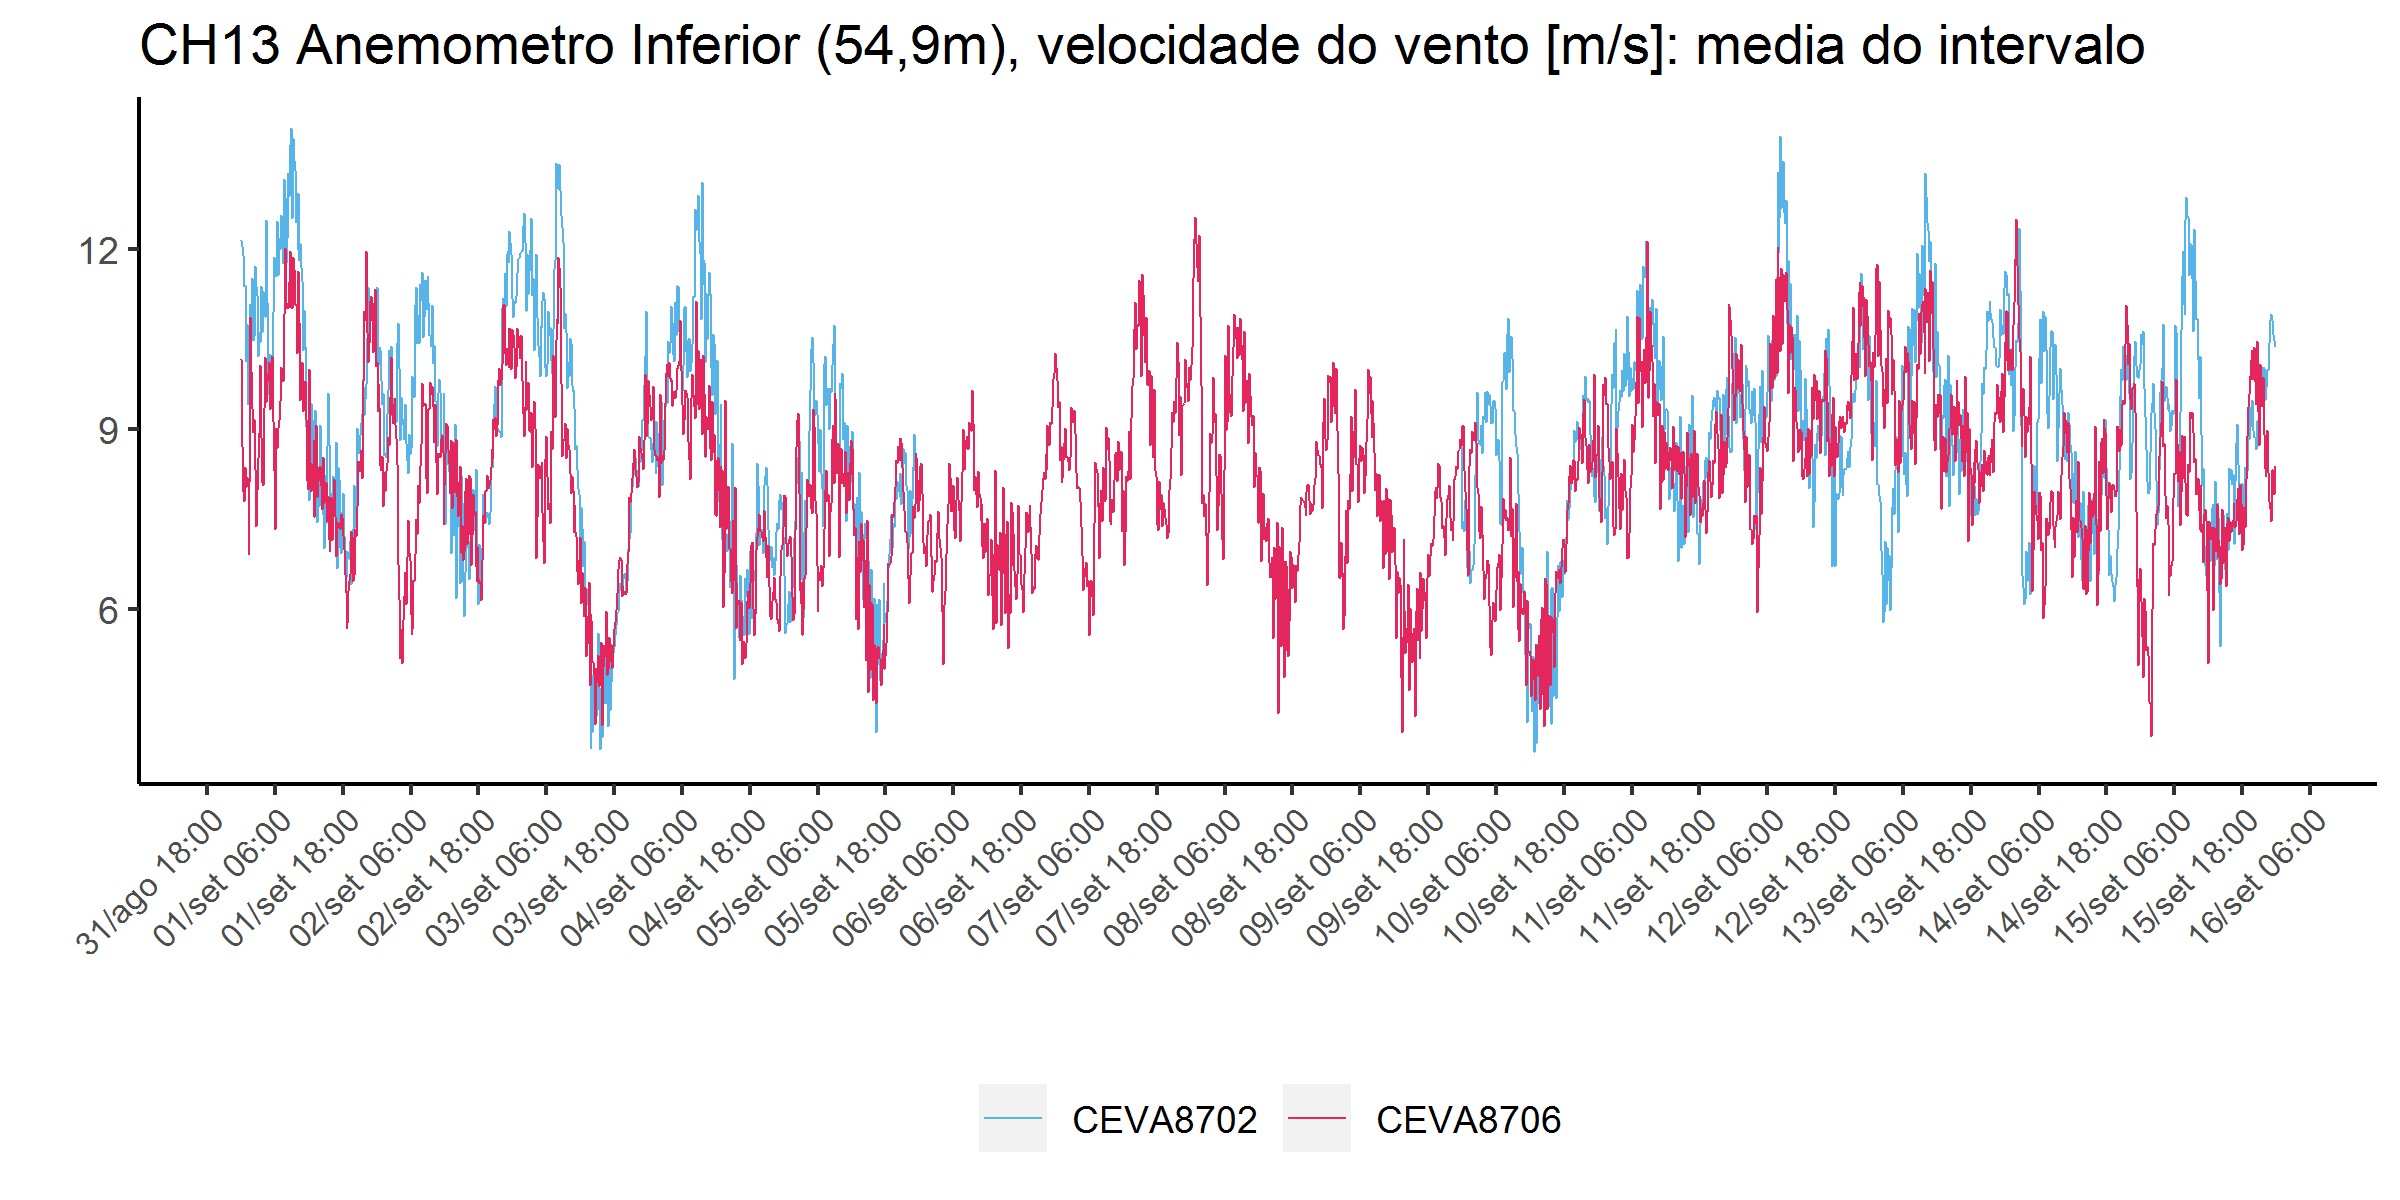 CH13 Anemometro Inferior (54,9m), velocidade do vento [m/s]: media do intervalo
12
9
6
31/ago 18:00
01/set 06:00
01/set 18:00
02/set 06:00
02/set 18:00
03/set 06:00
03/set 18:00
04/set 06:00
04/set 18:00
05/set 06:00
05/set 18:00
06/set 06:00
06/set 18:00
07/set 06:00
07/set 18:00
08/set 06:00
08/set 18:00
09/set 06:00
09/set 18:00
10/set 06:00
10/set 18:00
11/set 06:00
11/set 18:00
12/set 06:00
12/set 18:00
13/set 06:00
13/set 18:00
14/set 06:00
14/set 18:00
15/set 06:00
15/set 18:00
16/set 06:00
CEVA8702 CEVA8706